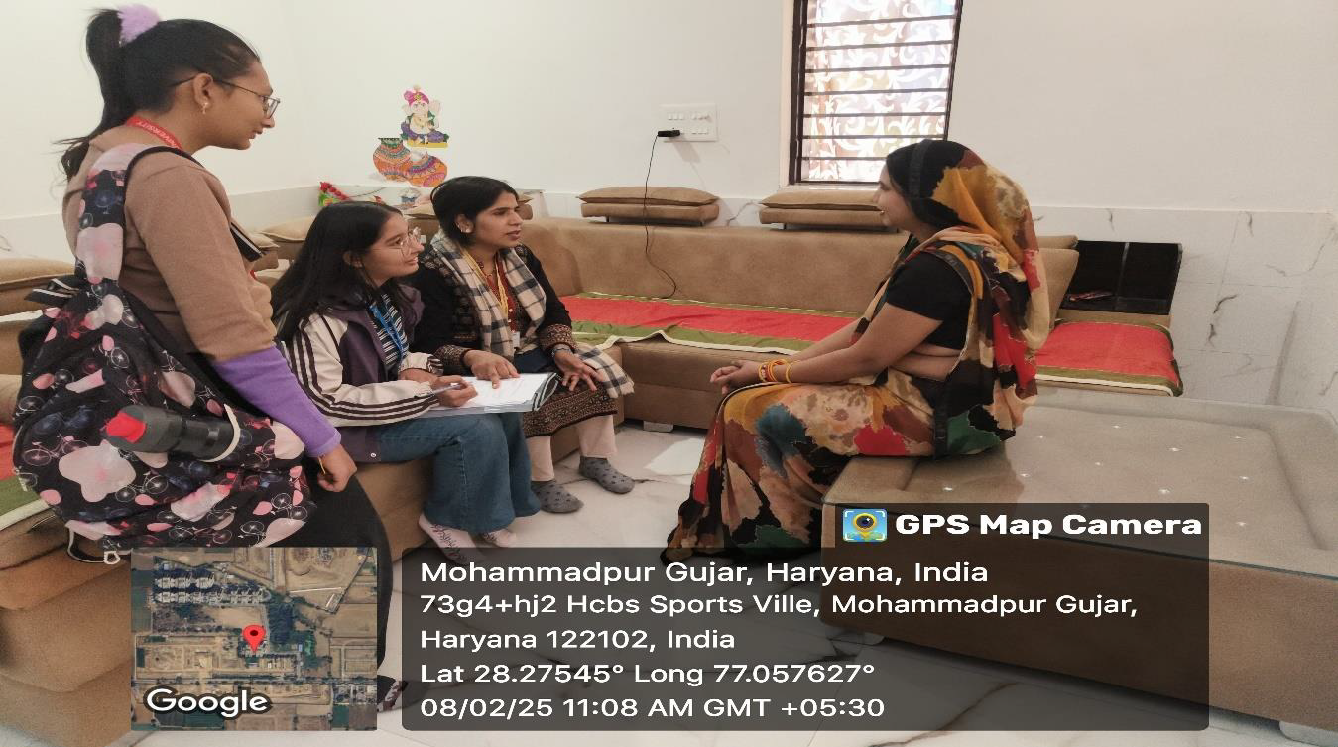 GPS Map Camera
Mohammadpur Gujar, Haryana, India
73g4+hj2 Hcbs Sports Ville, Mohammadpur Gujar,
Haryana 122102, India
Lat 28.27545° Long 77.057627°
08/02/25 11:08 AM GMT +05:30
Google